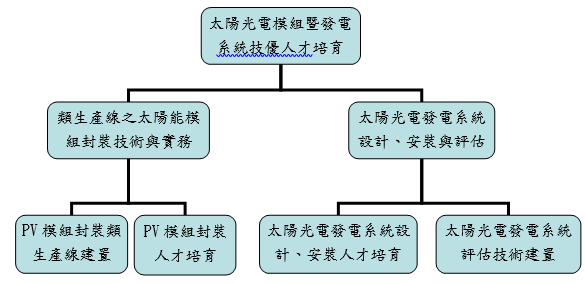 太陽光電模組暨發電
系統技優人才培育
類生產線之太陽能模
組封裝技術與實務
太陽光電發電系統
設計、安裝與評估
PV 模組封裝類
生產線建置
PV 模組封裝
人才培育
太陽光電發電系統設
計、安裝人才培育
太陽光電發電系統
評估技術建置